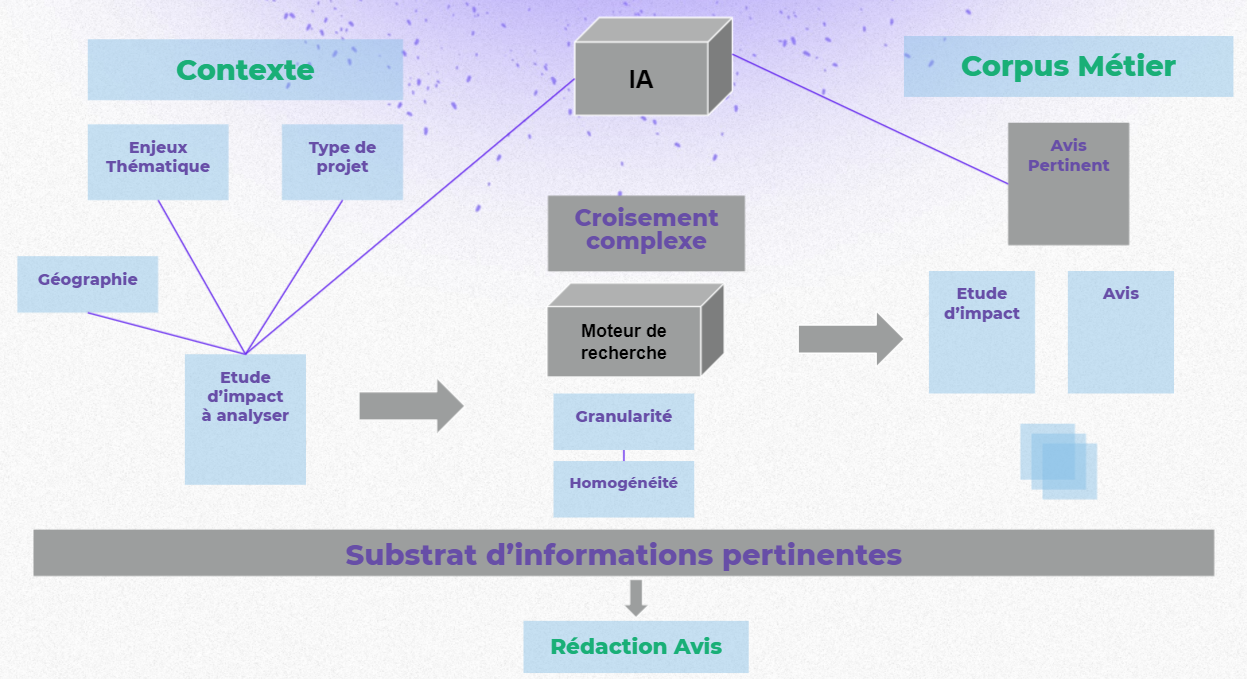 Contexte
IA
Corpus Métier
Enjeux
Thématique
Type de
projet
Avis
Pertinent
Croisement
complexe
Géographie
Etude
d’impact
Avis
Moteur de
recherche
Etude
d’impact
à analyser
Granularité
Homogénéité
Substrat d’informations pertinentes
Rédaction Avis